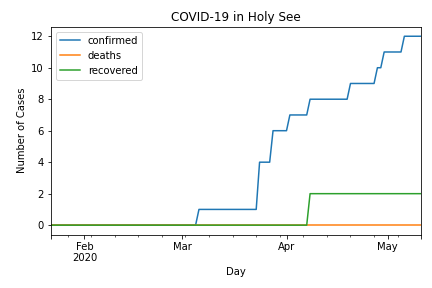 COVID-19 in Holy See
confirmed
deaths
recovered
Number of Cases
12
10
8
6
4
2
0
Feb
2020
Mar
Apr
May
Day